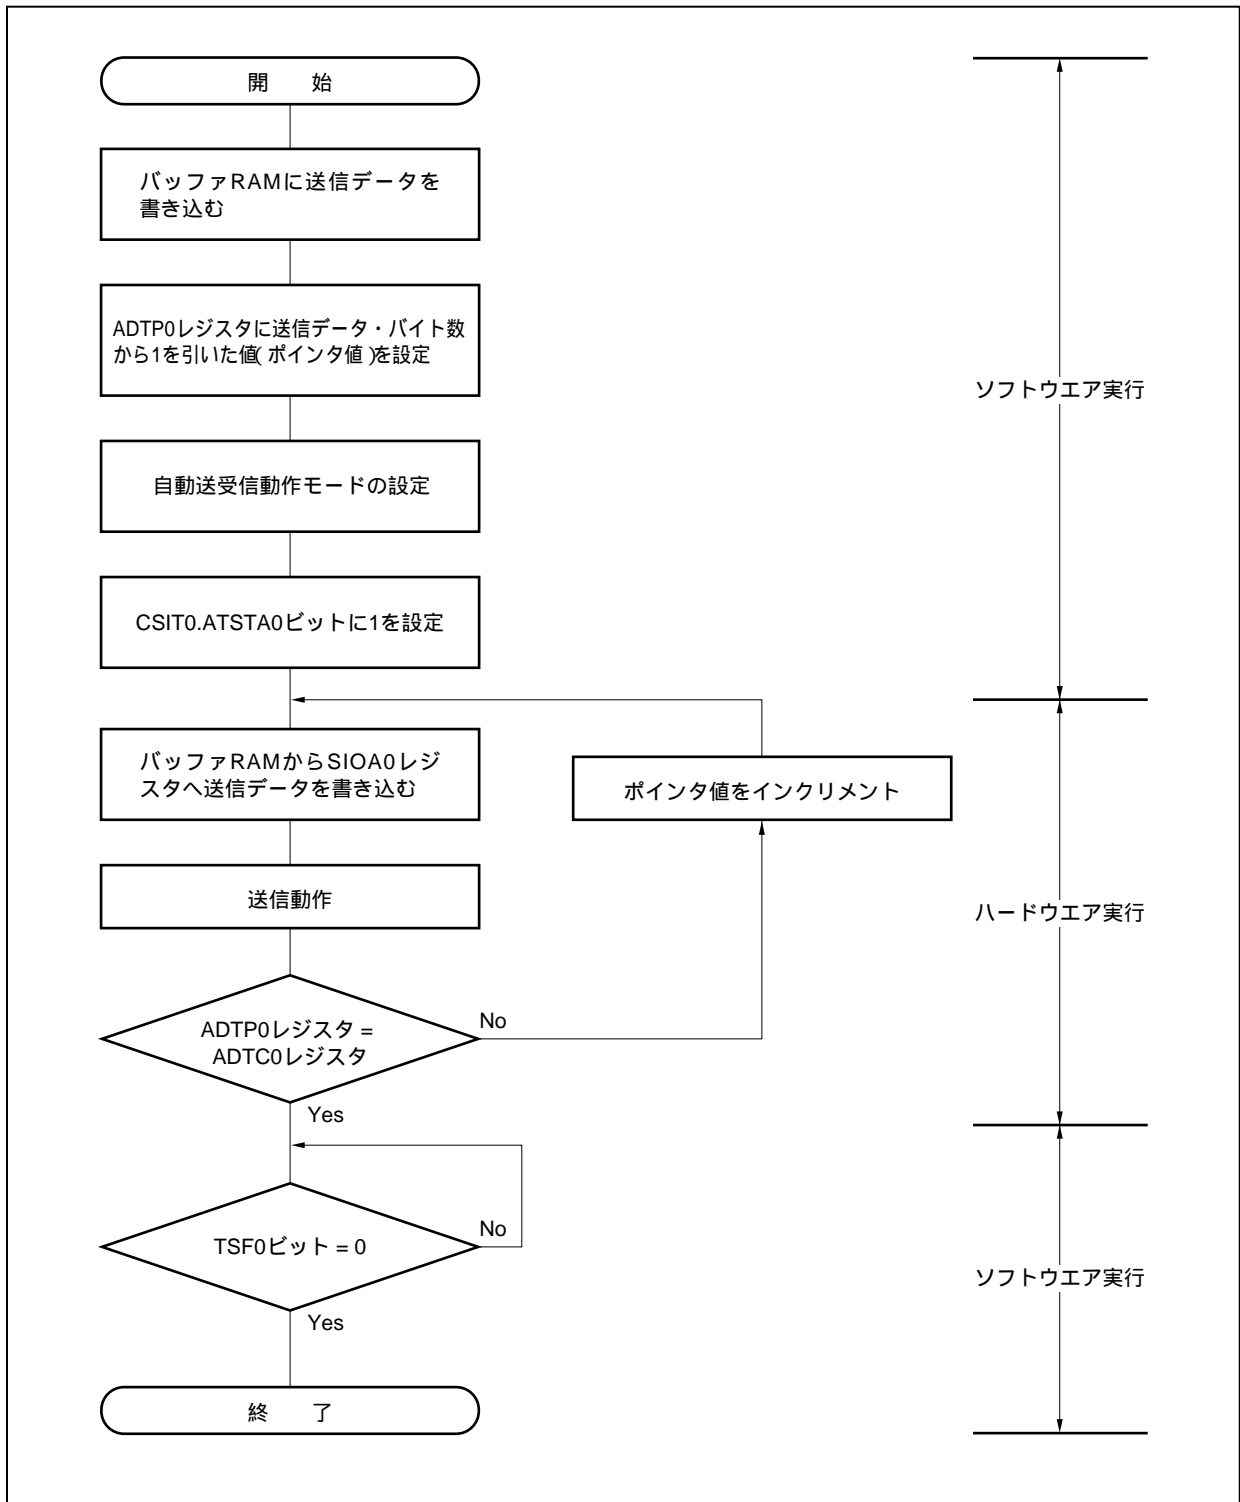 開　始
バッファRAMに送信データを
書き込む
ADTP0レジスタに送信データ・バイト数
から1を引いた値(ポインタ値)を設定
自動送受信動作モードの設定
CSIT0.ATSTA0ビットに1を設定
ソフトウエア実行
バッファRAMからSIOA0レジ
スタへ送信データを書き込む
ポインタ値をインクリメント
送信動作
ハードウエア実行
ADTP0レジスタ =
ADTC0レジスタ
No
Yes
TSF0ビット = 0
No
Yes
ソフトウエア実行
終　了